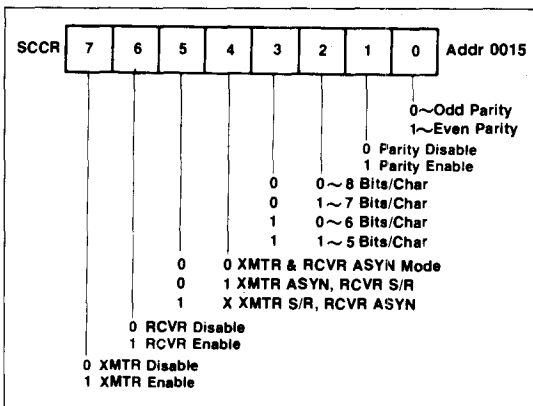 SCCR 7 6 5 4 3 2 1 0 Addr 0015
0~Odd Parity
1~Even Parity
0 Parity Disable
1 Parity Enable
0 0~8 Bits/Char
0 1~7 Bits/Char
1 0~6 Bits/Char
1 1~5 Bits/Char
0 0 XMTR & RCVR ASYN Mode
0 1 XMTR ASYN, RCVR S/R
1 X XMTR S/R, RCVR ASYN
0 RCVR Disable
1 RCVR Enable
0 XMTR Disable
1 XMTR Enable